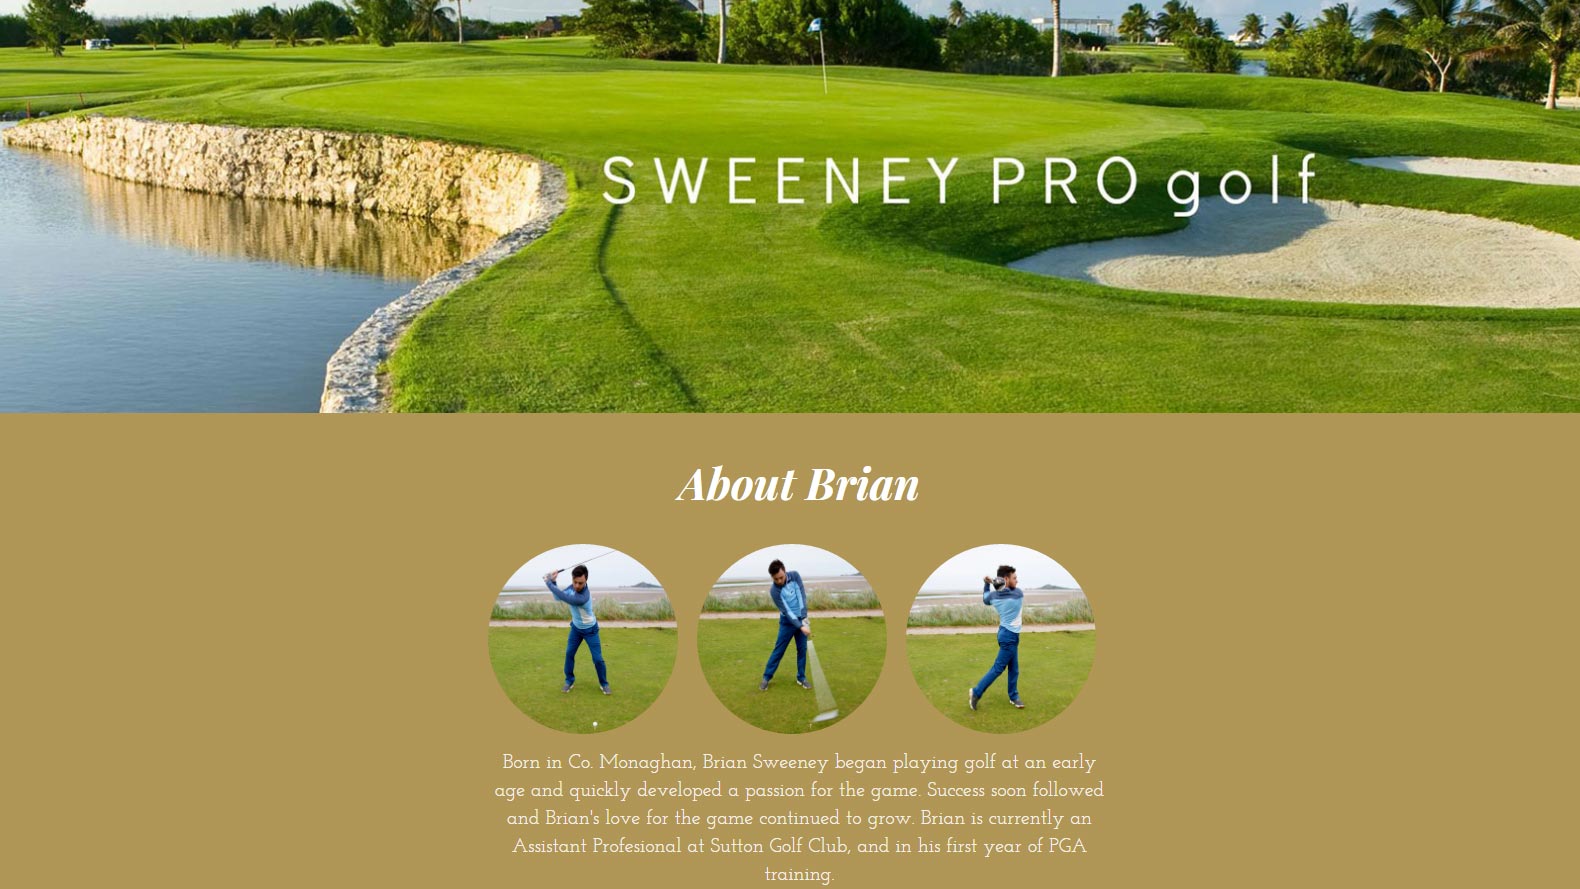 SWEENEY PRO golf
About Brian
Born in Co. Monaghan, Brian Sweeney began playing golf at an early
age and quickly developed a passion for the game. Success soon followed
and Brian's love for the game continued to grow. Brian is currently an
Assistant Profesional at Sutton Golf Club, and in his first year of PGA
training.